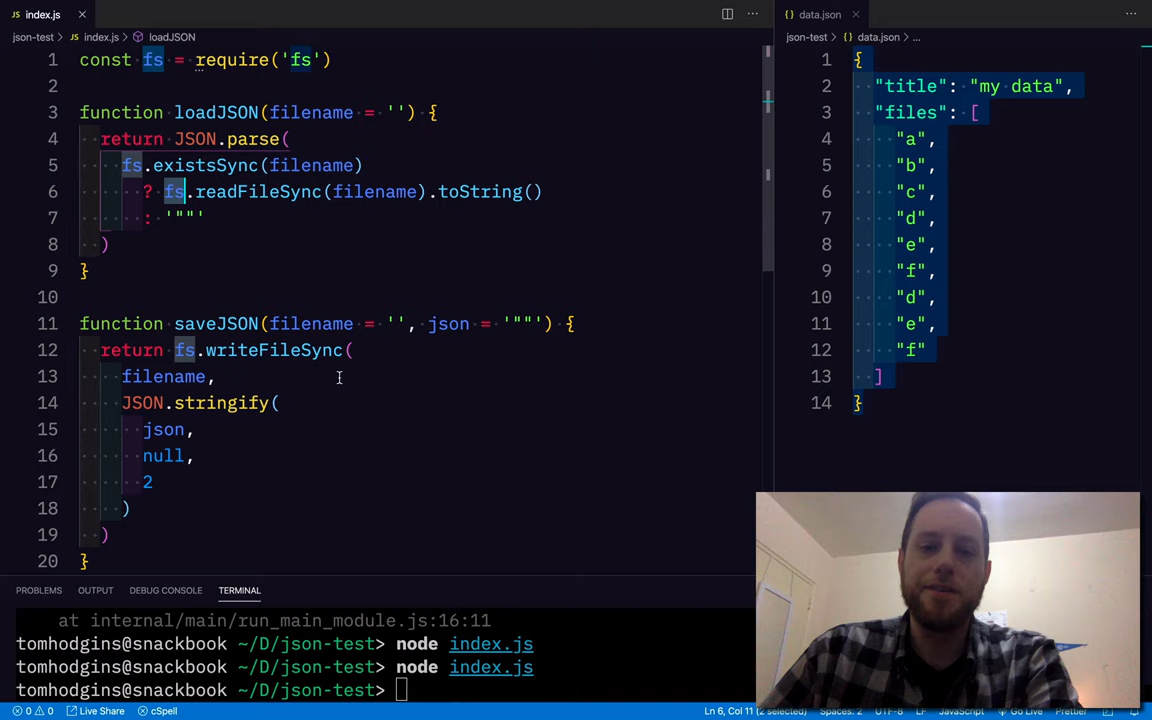 index.js
data.json
json-test > index.js > loadJSON
json-test > data.json > ...
1 const fs = require('fs')
2
3 function loadJSON(filename = '') {
4 return JSON.parse(
5 fs.existsSync(filename)
6 ? fs.readFileSync(filename).toString()
7 : '""'
8 )
9 }
10
11 function saveJSON(filename = '', json = '""') {
12 return fs.writeFileSync(
13 filename,
14 JSON.stringify(
15 json,
16 null,
17 2
18 )
19 )
20 }
1 {
2 "title": "my data",
3 "files": [
4 "a",
5 "b",
6 "c",
7 "d",
8 "e",
9 "f",
10 "d",
11 "e",
12 "f"
13 ]
14 }
PROBLEMS OUTPUT DEBUG CONSOLE TERMINAL
at internal/main/run_main_module.js:16:11
tomhodgins@snackbook ~/D/json-test> node index.js
tomhodgins@snackbook ~/D/json-test> node index.js
tomhodgins@snackbook ~/D/json-test>
0 0 Live Share cSpell Ln 6, Col 11 (2 selected) Spaces: 2 UTF-8 LF JavaScript Go Live Prettier